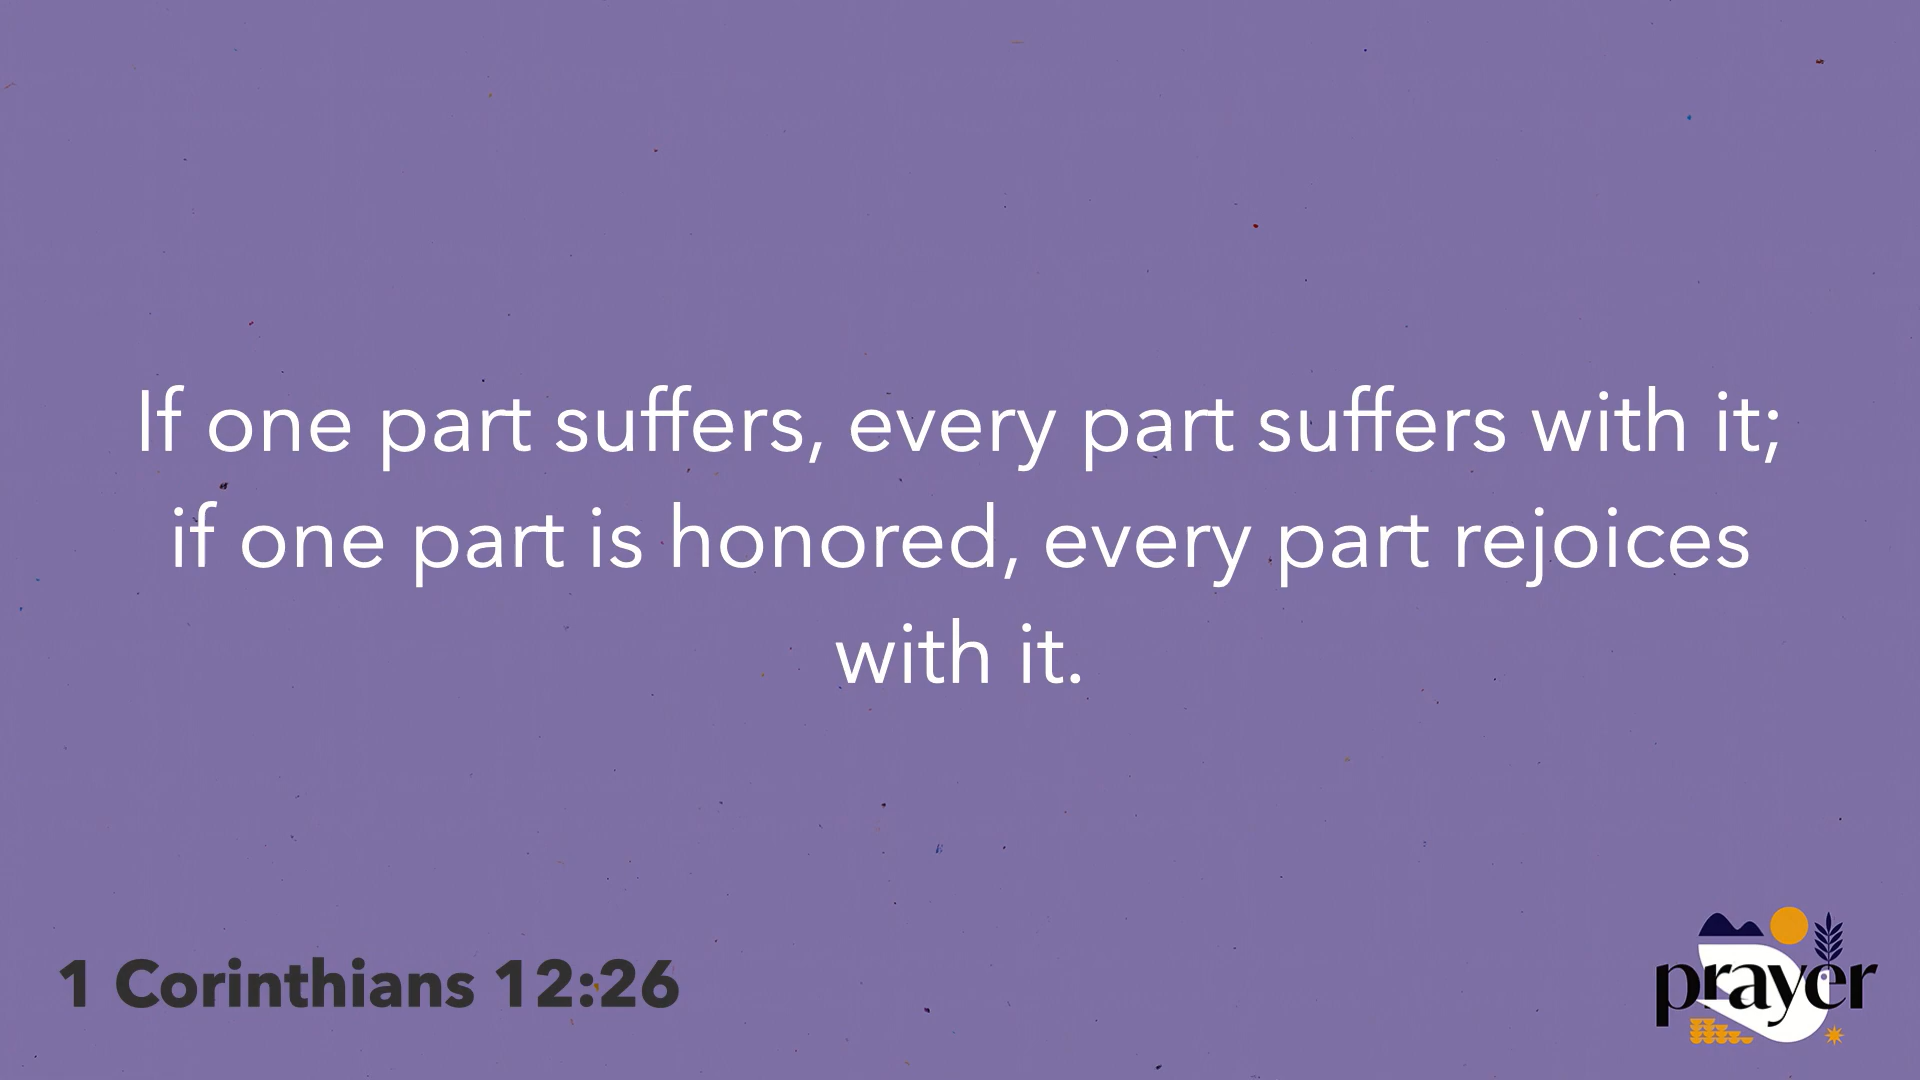 If one part suffers, every part suffers with it;
if one part is honored, every part rejoices
with it.
1 Corinthians 12:26
prayer